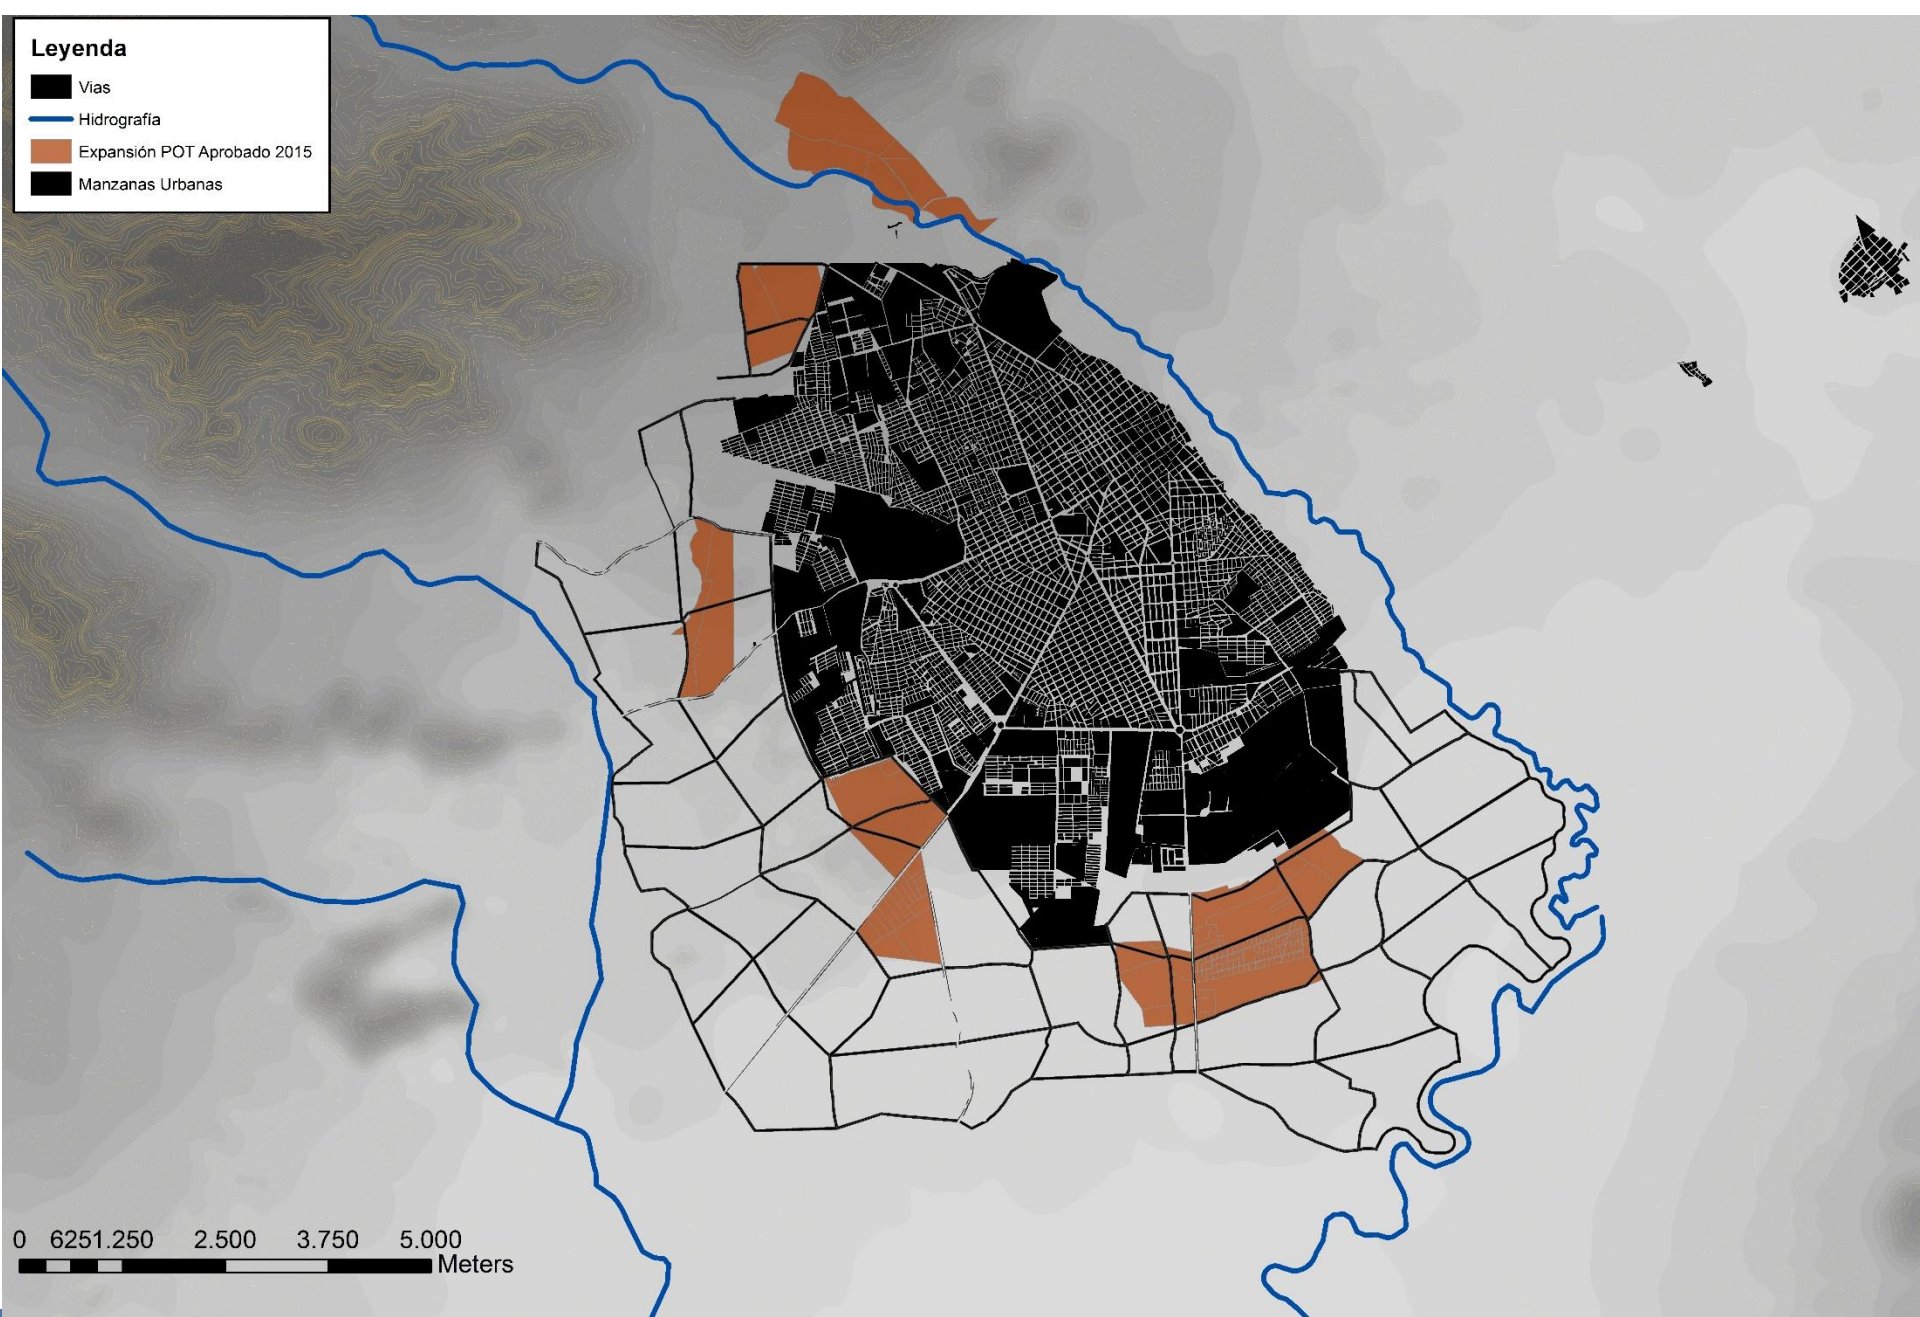 Leyenda
Vias
Hidrografía
Expansión POT Aprobado 2015
Manzanas Urbanas
0 6251.250 2.500 3.750 5.000
Meters